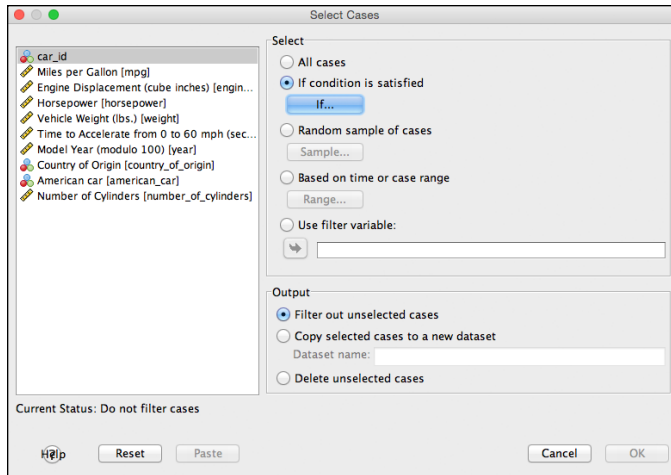 Select Cases
car_id
Miles per Gallon [mpg]
Engine Displacement (cube inches) [engin...
Horsepower [horsepower]
Vehicle Weight (lbs.) [weight]
Time to Accelerate from 0 to 60 mph (sec...
Model Year (modulo 100) [year]
Country of Origin [country_of_origin]
American car [american_car]
Number of Cylinders [number_of_cylinders]
Select
All cases
If condition is satisfied
If...
Random sample of cases
Sample...
Based on time or case range
Range...
Use filter variable:
Output
Filter out unselected cases
Copy selected cases to a new dataset
Dataset name:
Delete unselected cases
Current Status: Do not filter cases
Help
Reset
Paste
Cancel
OK